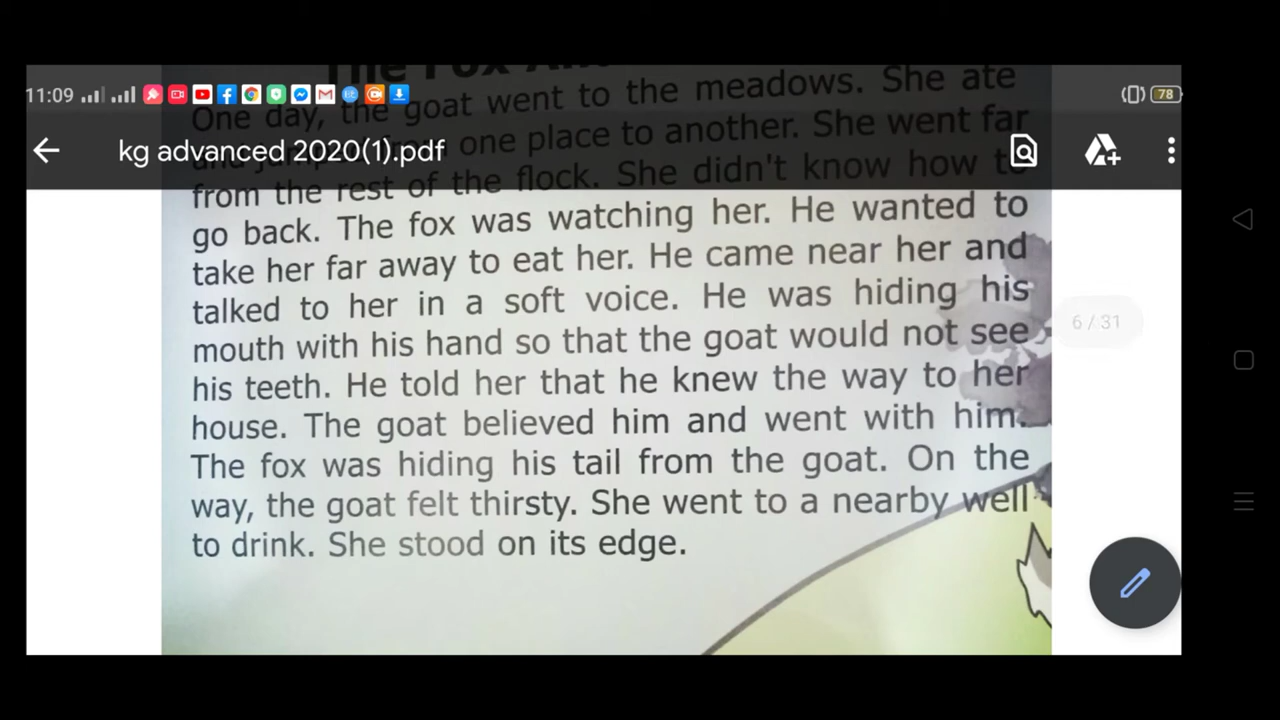 The Fox An
11:09
78
One day, the goat went to the meadows. She ate
and jumped from one place to another. She went far
kg advanced 2020(1).pdf
from the rest of the flock. She didn't know how to
go back. The fox was watching her. He wanted to
take her far away to eat her. He came near her and
talked to her in a soft voice. He was hiding his
mouth with his hand so that the goat would not see
6 / 31
his teeth. He told her that he knew the way to her
house. The goat believed him and went with him.
The fox was hiding his tail from the goat. On the
way, the goat felt thirsty. She went to a nearby well
to drink. She stood on its edge.